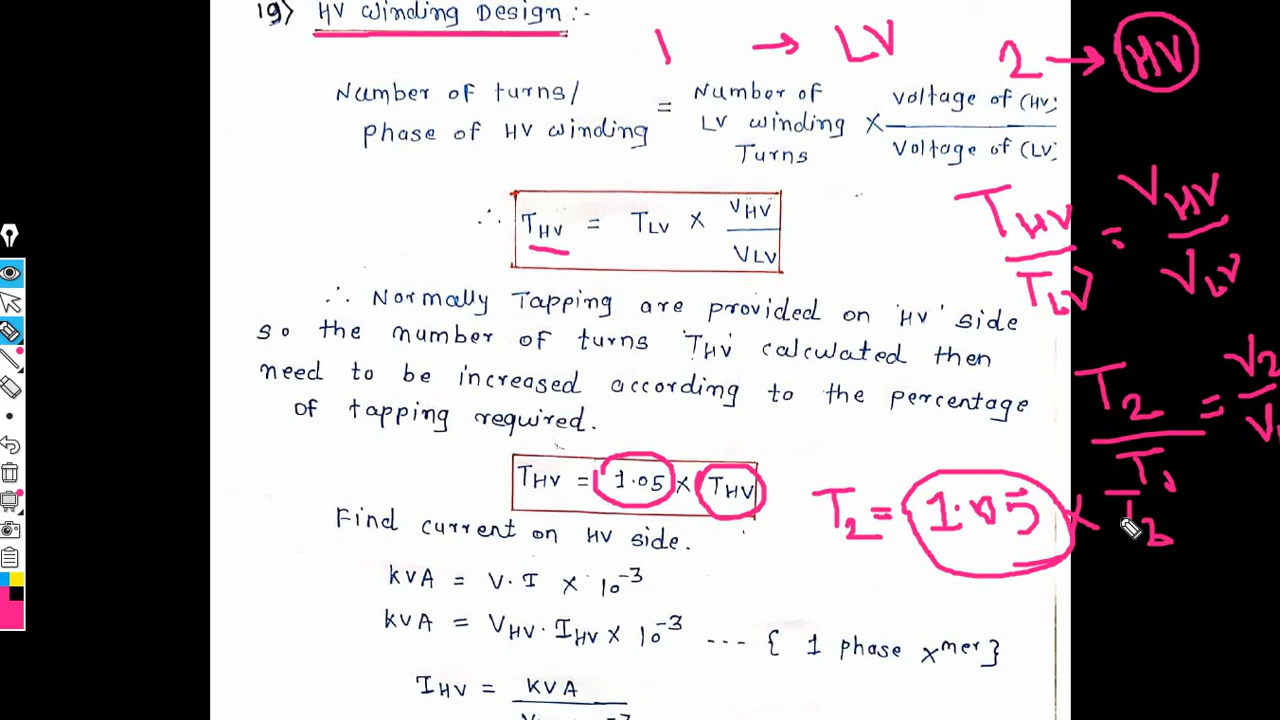 19) HV Winding Design :-
1 → LV 2 → HV
Number of turns/ phase of HV winding = Number of LV winding Turns × Voltage of (HV) / Voltage of (LV)
∴ THV = TLV × VHV / VLV
THV / TLV = VHV / VLV
∴ Normally Tapping are provided on 'HV' side
so the number of turns 'THV' calculated then
need to be increased according to the percentage
of tapping required.
T2 / T1 = V2 / V
THV = 1.05 × THV
T2 = 1.05 × T2
Find current on HV side.
kVA = V·I × 10⁻³
kVA = VHV·IHV × 10⁻³ --- { 1 phase xmer}
IHV = KVA